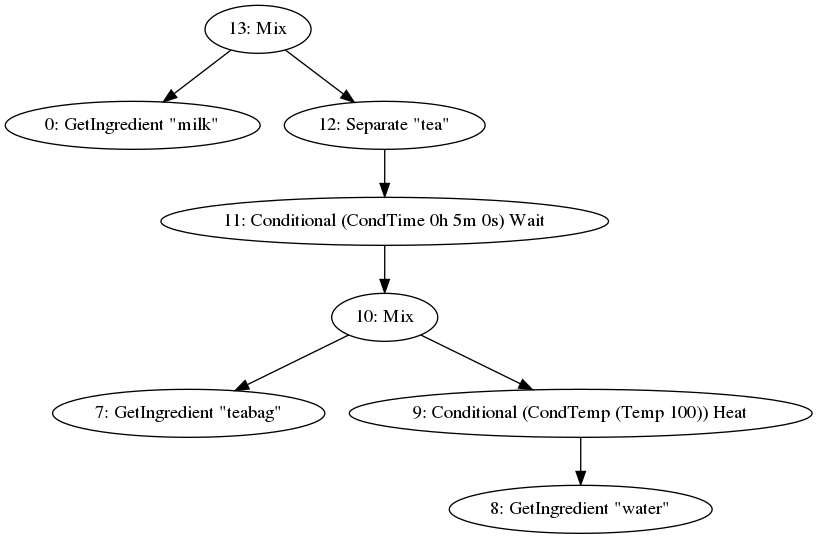 13: Mix
0: GetIngredient "milk"
12: Separate "tea"
11: Conditional (CondTime 0h 5m 0s) Wait
10: Mix
7: GetIngredient "teabag"
9: Conditional (CondTemp (Temp 100)) Heat
8: GetIngredient "water"